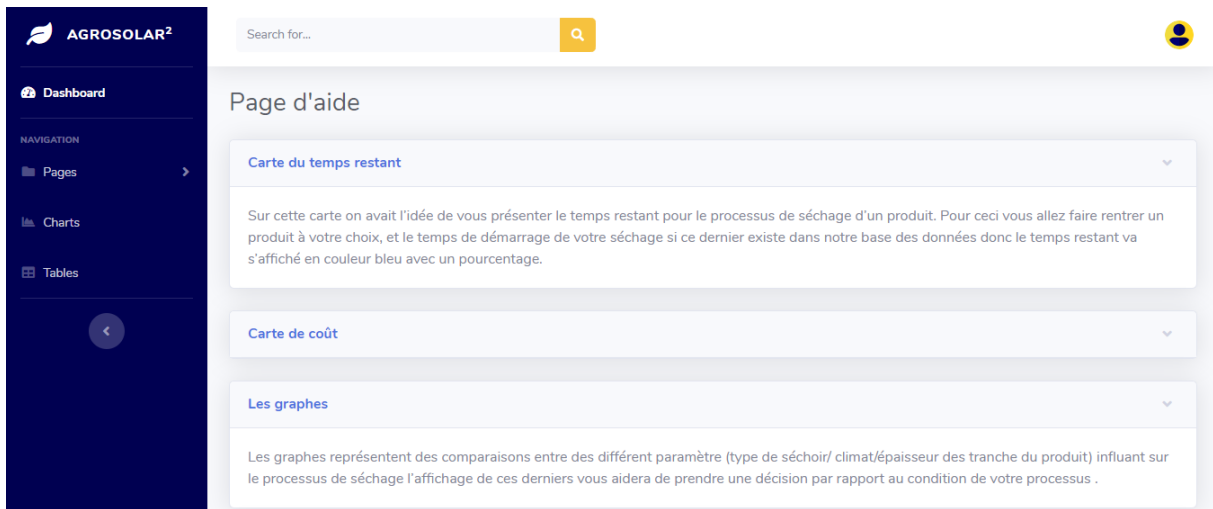 AGROSOLAR²
Search for...
Dashboard
Page d'aide
NAVIGATION
Pages
Charts
Tables
Carte du temps restant
Sur cette carte on avait l'idée de vous présenter le temps restant pour le processus de séchage d'un produit. Pour ceci vous allez faire rentrer un
produit à votre choix, et le temps de démarrage de votre séchage si ce dernier existe dans notre base des données donc le temps restant va
s'affiché en couleur bleu avec un pourcentage.
Carte de coût
Les graphes
Les graphes représentent des comparaisons entre des différent paramètre (type de séchoir/ climat/épaisseur des tranche du produit) influant sur
le processus de séchage l'affichage de ces derniers vous aidera de prendre une décision par rapport au condition de votre processus .